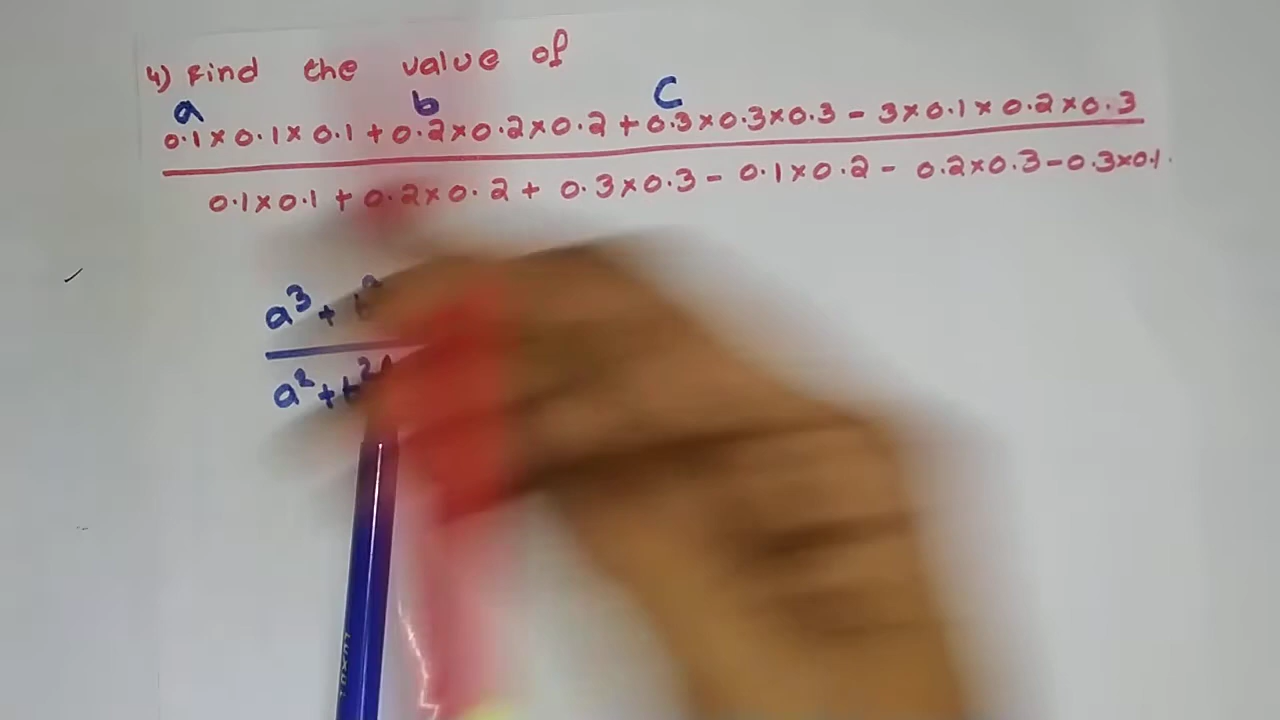 4) Find the value of
a b C
0.1×0.1×0.1 + 0.2×0.2×0.2 + 0.3×0.3×0.3 - 3×0.1×0.2×0.3
0.1×0.1 + 0.2×0.2 + 0.3×0.3 - 0.1×0.2 - 0.2×0.3 - 0.3×0.1.
a³ +
a² + b²